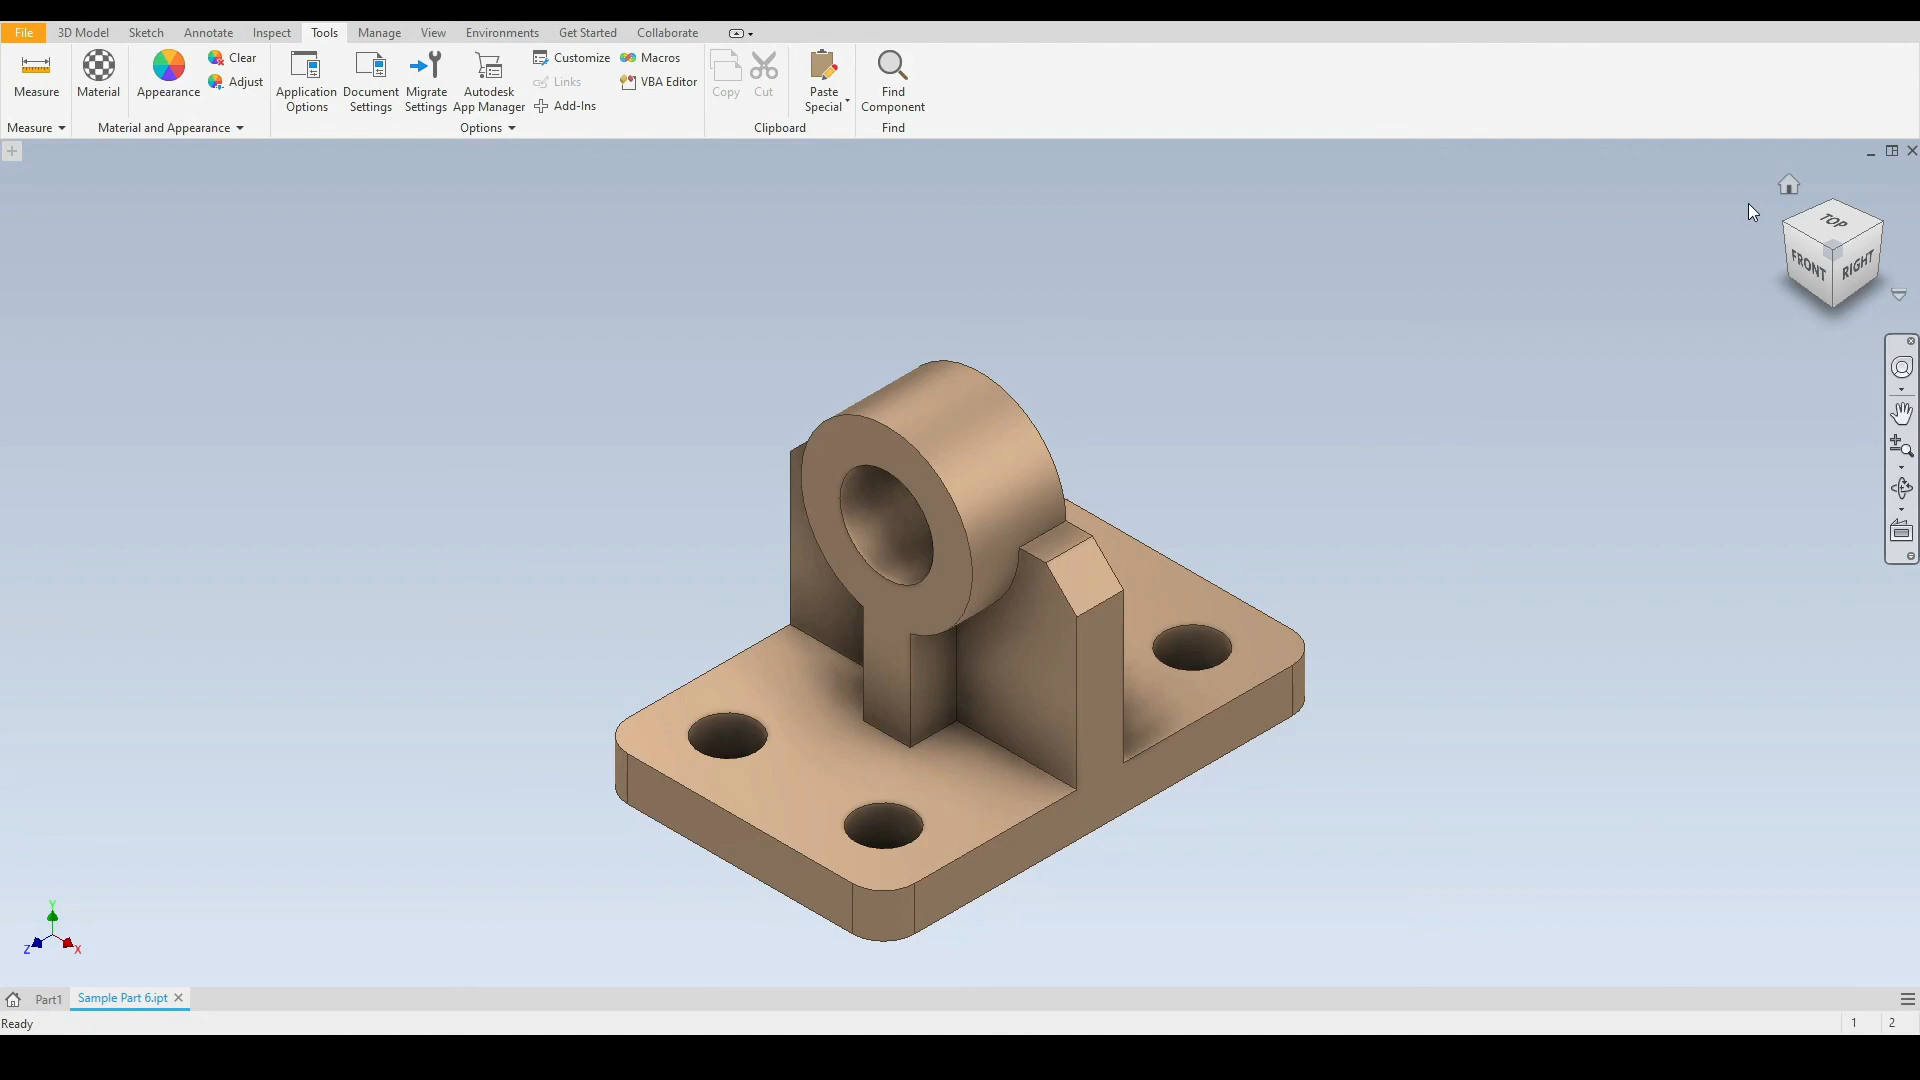 File 3D Model Sketch Annotate Inspect Tools Manage View Environments Get Started Collaborate
Measure
Material
Appearance
Clear
Adjust
Application Options
Document Settings
Migrate Settings
Autodesk App Manager
Customize
Links
Add-Ins
Macros
VBA Editor
Copy
Cut
Paste Special
Find Component
Measure
Material and Appearance
Options
Clipboard
Find
TOP
FRONT
RIGHT
Y
Z
X
Part1
Sample Part 6.ipt
Ready
1
2